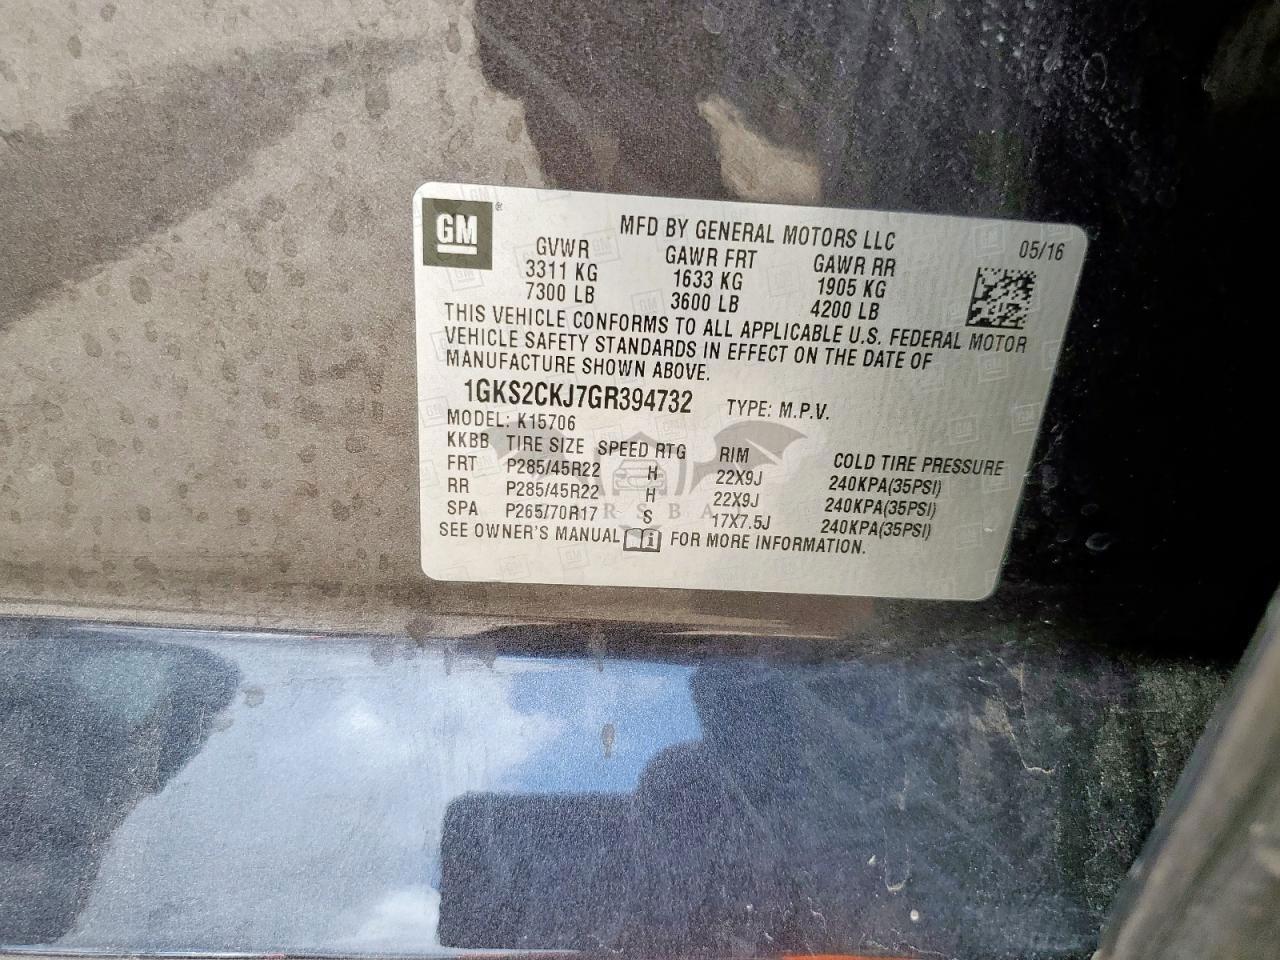 GM
MFD BY GENERAL MOTORS LLC 05/16
GVWR GAWR FRT GAWR RR
3311 KG 1633 KG 1905 KG
7300 LB 3600 LB 4200 LB
THIS VEHICLE CONFORMS TO ALL APPLICABLE U.S. FEDERAL MOTOR
VEHICLE SAFETY STANDARDS IN EFFECT ON THE DATE OF
MANUFACTURE SHOWN ABOVE.
1GKS2CKJ7GR394732 TYPE: M.P.V.
MODEL: K15706
KKBB TIRE SIZE SPEED RTG RIM COLD TIRE PRESSURE
FRT P285/45R22 H 22X9J 240KPA(35PSI)
RR P285/45R22 H 22X9J 240KPA(35PSI)
SPA P265/70R17 S 17X7.5J 240KPA(35PSI)
SEE OWNER'S MANUAL FOR MORE INFORMATION.